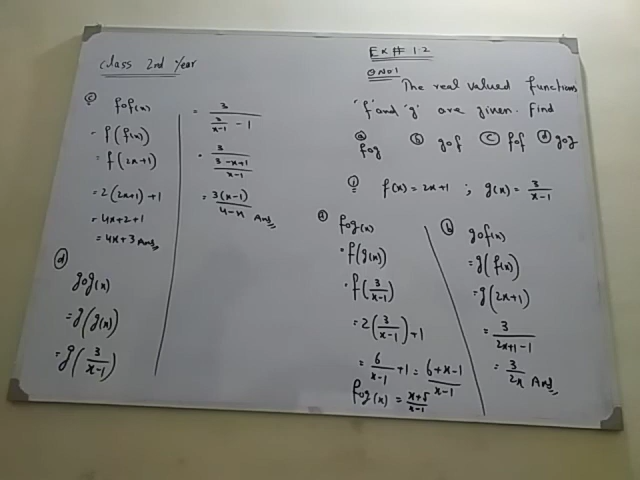 Class 2nd Year
Ex # 1.2
Q NO1
The real valued functions
'f' and 'g' are given. Find
(a) fog (b) gof (c) fof (d) gog
(i) f(x) = 2x+1 ; g(x) = 3/(x-1)
(a) fog(x)
= f(g(x))
= f(3/(x-1))
= 2(3/(x-1)) +1
= 6/(x-1) +1 = (6+x-1)/(x-1)
fog(x) = (x+5)/(x-1)
(b) gof(x)
= g(f(x))
= g(2x+1)
= 3/(2x+1-1)
= 3/2x Ans
(c) fof(x)
= f(f(x))
= f(2x+1)
= 2(2x+1)+1
= 4x+2+1
= 4x+3 Ans
(d)
gog(x)
= g(g(x))
= g(3/(x-1))
= 3/(3/(x-1) - 1)
= 3/((3-x+1)/(x-1))
= 3(x-1)/(4-x) Ans